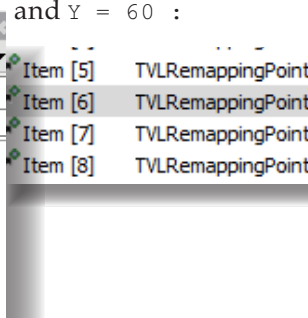 and Y = 60 :
Item [5] TVLRemappingPoint
Item [6] TVLRemappingPoint
Item [7] TVLRemappingPoint
Item [8] TVLRemappingPoint